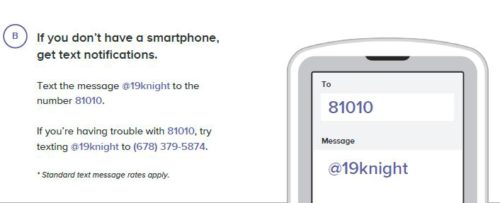 B
If you don't have a smartphone,
get text notifications.
Text the message @19knight to the
number 81010.
If you're having trouble with 81010, try
texting @19knight to (678) 379-5874.
* Standard text message rates apply.
To
81010
Message
@19knight